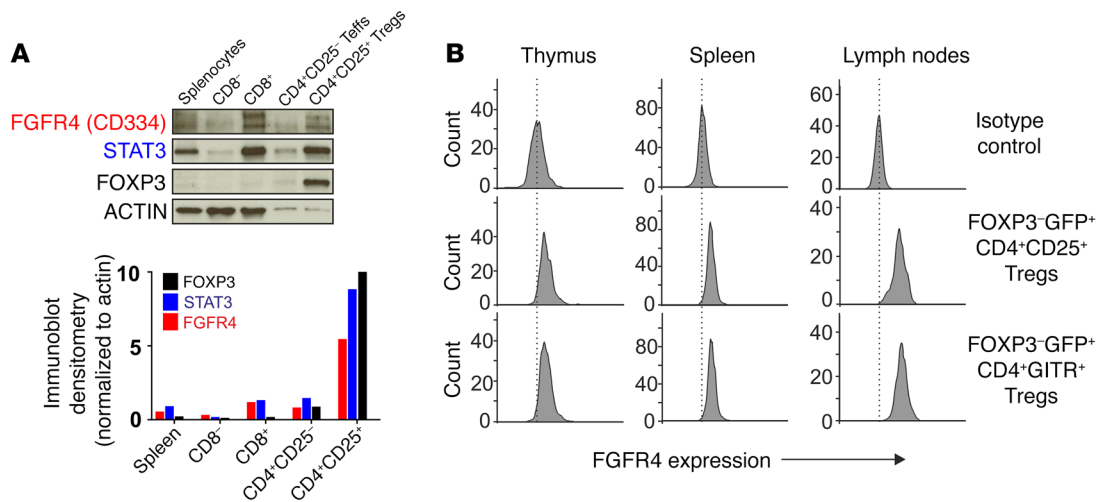 A
Splenocytes
CD8⁻
CD8⁺
CD4⁺CD25⁻ Teffs
CD4⁺CD25⁺ Tregs
FGFR4 (CD334)
STAT3
FOXP3
ACTIN
10
5
0
Immunoblot
densitometry
(normalized to actin)
FOXP3
STAT3
FGFR4
Spleen
CD8⁻
CD8⁺
CD4⁺CD25⁻
CD4⁺CD25⁺
B
Thymus
Spleen
Lymph nodes
Count
40
20
0
80
40
0
60
40
20
0
Isotype
control
Count
40
20
0
80
40
0
40
20
0
FOXP3⁻GFP⁺
CD4⁺CD25⁺
Tregs
Count
40
20
0
80
40
0
40
20
0
FOXP3⁻GFP⁺
CD4⁺GITR⁺
Tregs
FGFR4 expression